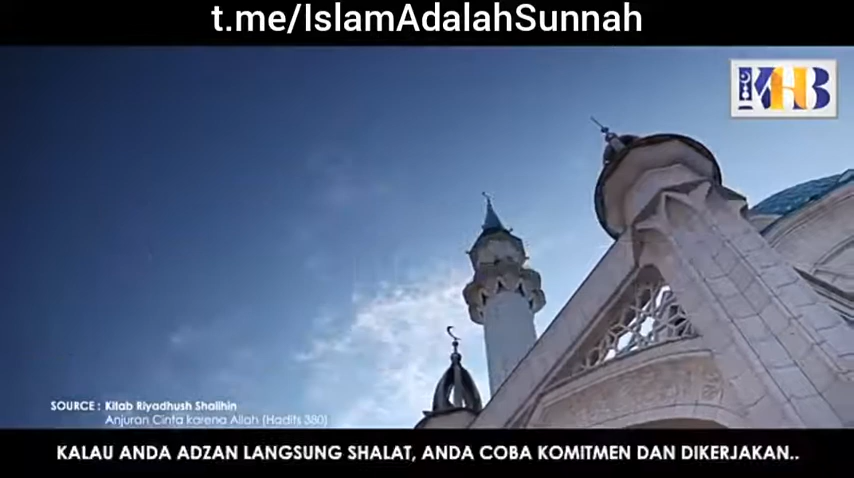 t.me/IslamAdalahSunnah
KHB
SOURCE : Kitab Riyadhush Shalihin
Anjuran Cinta karena Allah (Hadits 380)
KALAU ANDA ADZAN LANGSUNG SHALAT, ANDA COBA KOMITMEN DAN DIKERJAKAN..